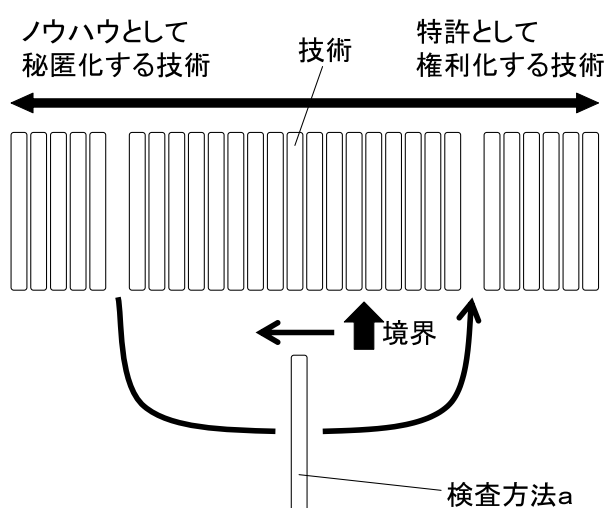 ノウハウとして
秘匿化する技術
技術
特許として
権利化する技術
境界
検査方法a